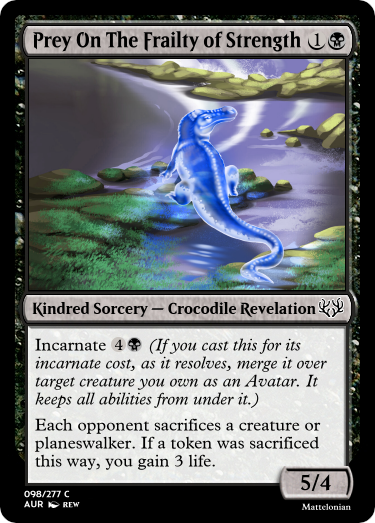 Prey On The Frailty of Strength 1
Kindred Sorcery — Crocodile Revelation
Incarnate 4 (If you cast this for its
incarnate cost, as it resolves, merge it over
target creature you own as an Avatar. It
keeps all abilities from under it.)
Each opponent sacrifices a creature or
planeswalker. If a token was sacrificed
this way, you gain 3 life.
5/4
098/277 C
AUR REW
Mattelonian